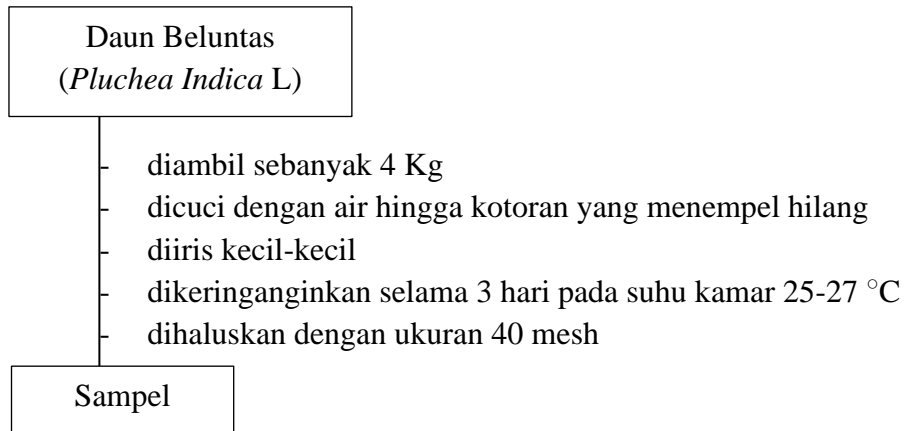 Daun Beluntas
(Pluchea Indica L)
- diambil sebanyak 4 Kg
- dicuci dengan air hingga kotoran yang menempel hilang
- diiris kecil-kecil
- dikeringanginkan selama 3 hari pada suhu kamar 25-27 °C
- dihaluskan dengan ukuran 40 mesh
Sampel